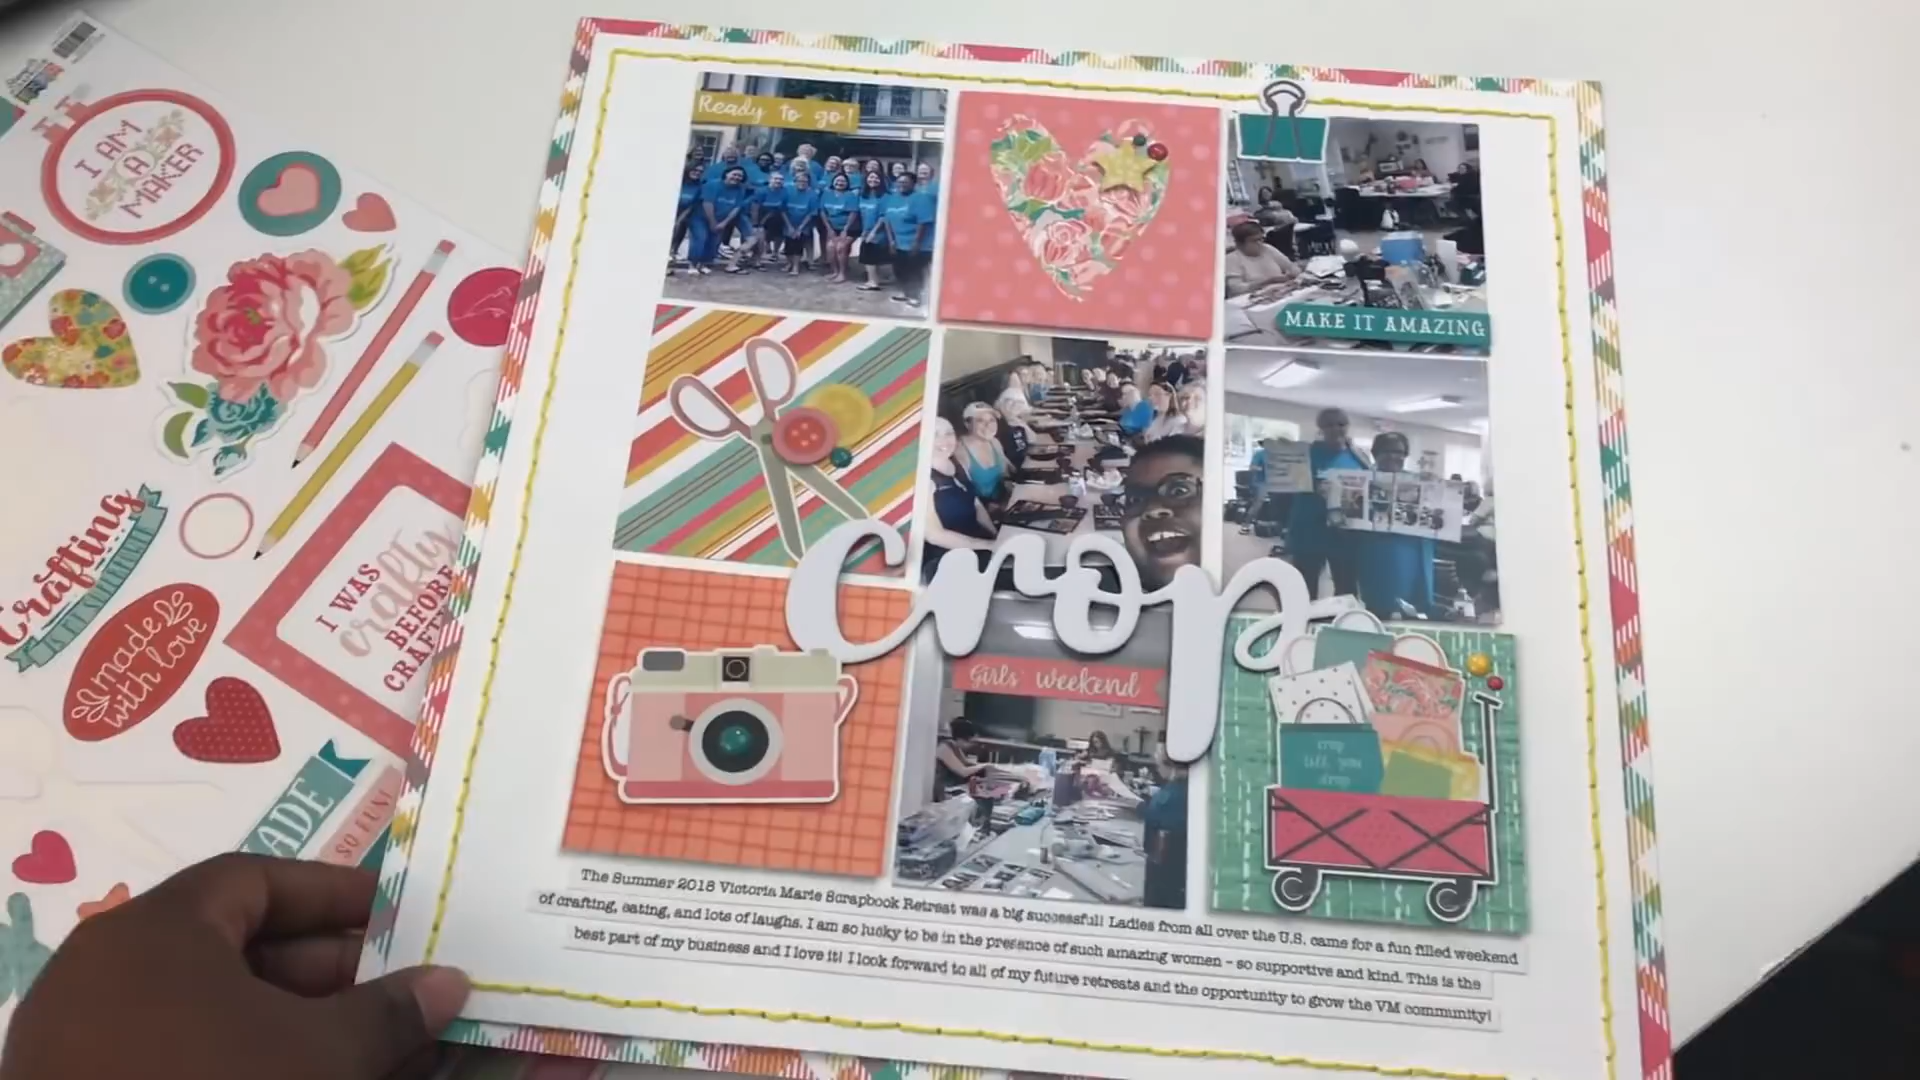 I AM
A
MAKER
Crafting
made
with love
I WAS
crafty
BEFORE
ADE
SO FUN!
Ready to go!
MAKE IT AMAZING
crop
Girls' weekend
crop
till you
drop
The Summer 2018 Victoria Marie Scrapbook Retreat was a big successful! Ladies from all over the U.S. came for a fun filled weekend
of crafting, eating, and lots of laughs. I am so lucky to be in the presence of such amazing women - so supportive and kind. This is the
best part of my business and I love it! I look forward to all of my future retreats and the opportunity to grow the VM community!